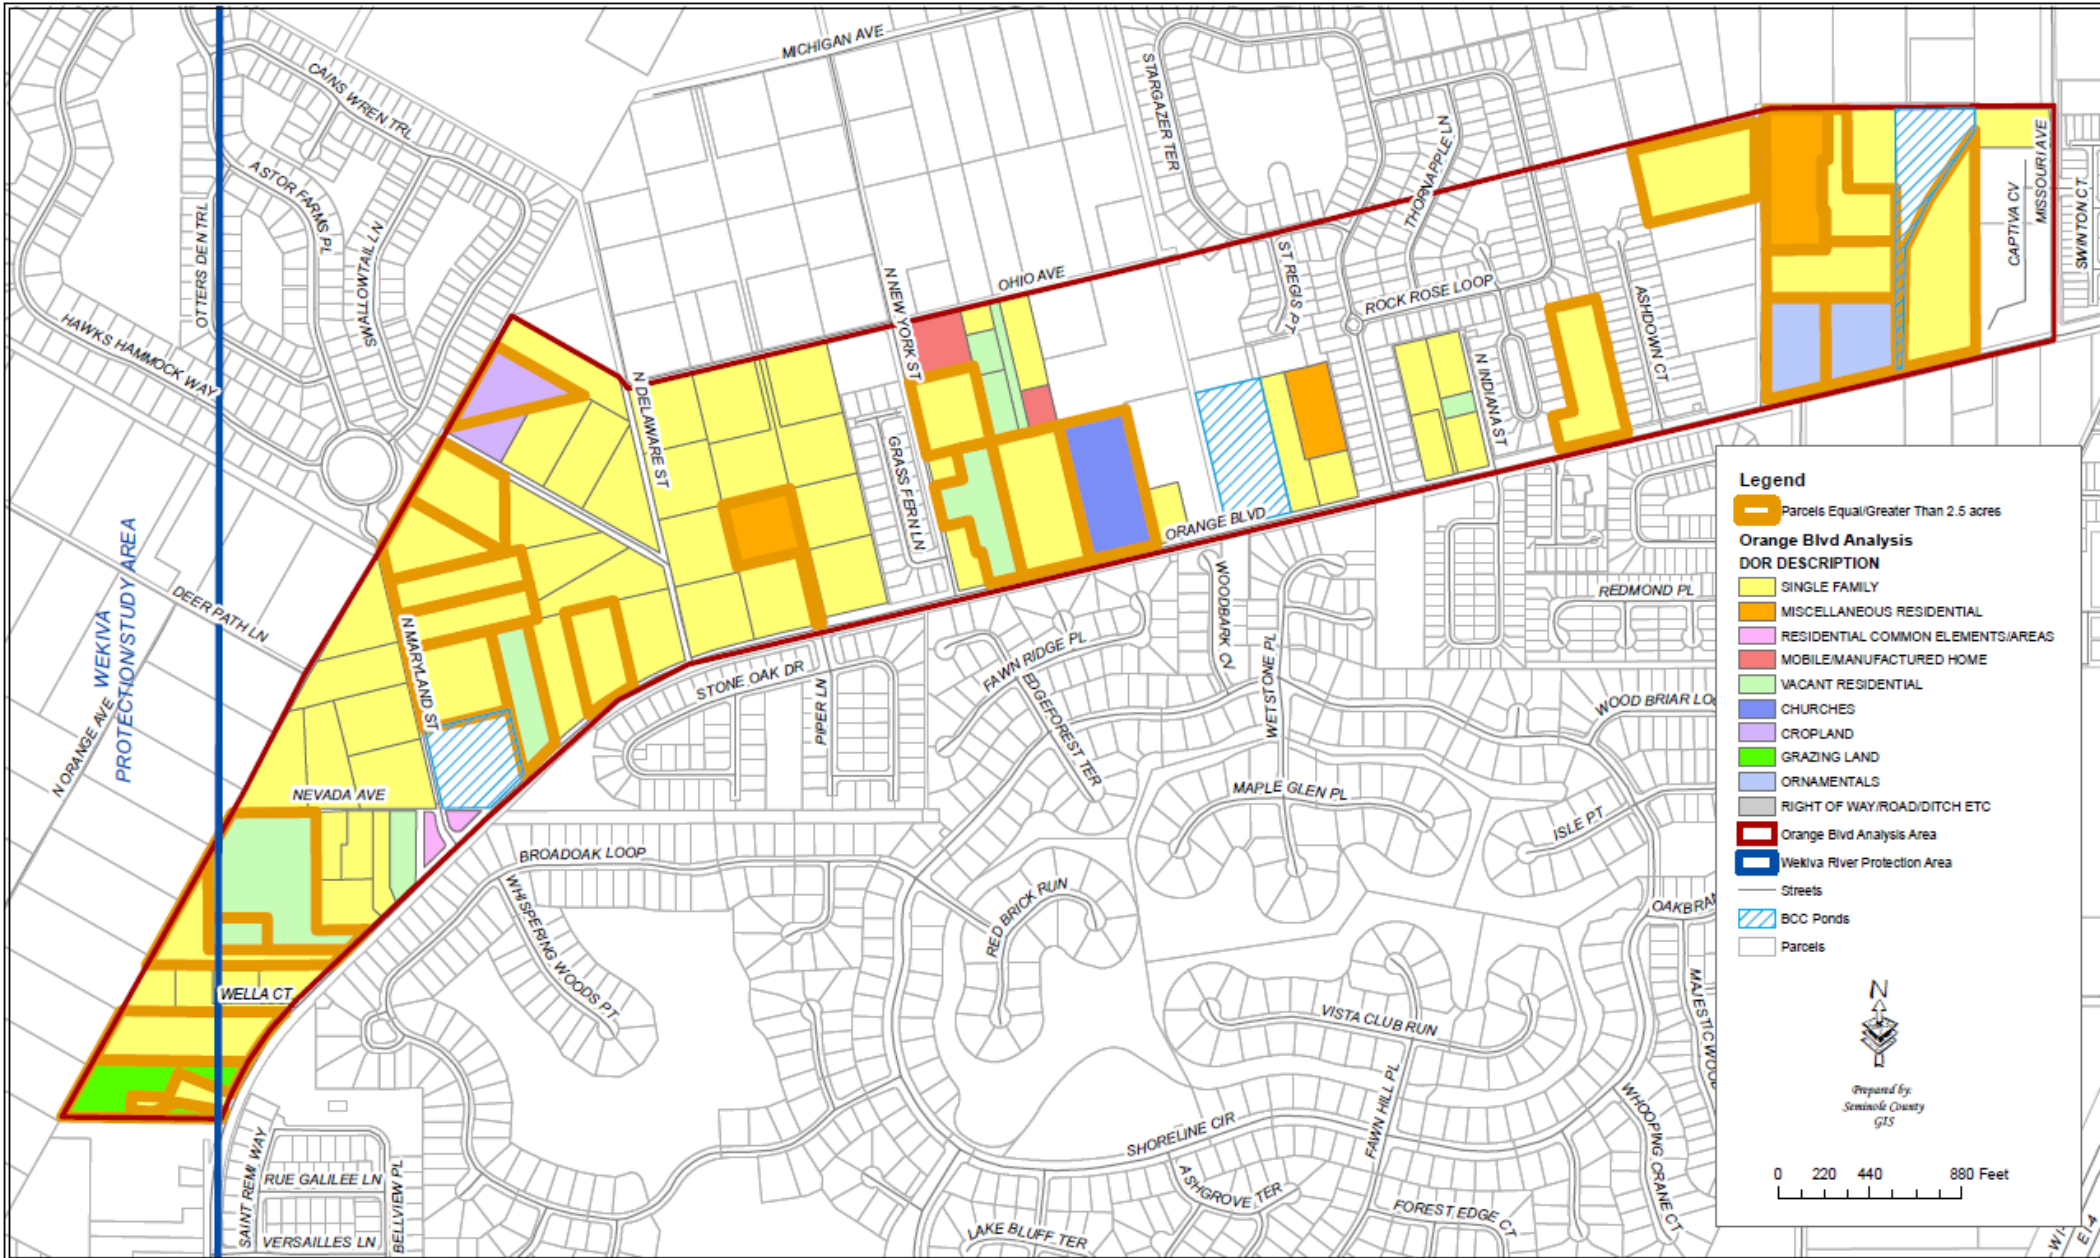 MICHIGAN AVE
CAINS WREN TRL
STARGAZER TER
THORNAPPLE LN
MISSOURI AVE
ASTOR FARMS PL
OTTERS DEN TRL
SWALLOWTAIL LN
CAPTIVA CV
SWINTON CT
N NEW YORK ST
OHIO AVE
ST REGIS PT
ROCK ROSE LOOP
ASHDOWN CT
HAWKS HAMMOCK WAY
N DELAWARE ST
GRASS FERN LN
N INDIANA ST
ORANGE BLVD
WEKIVA
PROTECTION/STUDY AREA
DEER PATH LN
N ORANGE AVE
N MARYLAND ST
WOODBARK CV
WETSTONE PL
REDMOND PL
STONE OAK DR
PIPER LN
FAWN RIDGE PL
EDGEFOREST TER
WOOD BRIAR LO
NEVADA AVE
MAPLE GLEN PL
ISLE PT
BROADOAK LOOP
WHISPERING WOODS PT
RED BRICK RUN
OAKBRA
WELLA CT
VISTA CLUB RUN
MAJESTIC WOOD
FAWN HILL PL
WHOOPING CRANE CT
SHORELINE CIR
SAINT REMI WAY
RUE GALILEE LN
BELLVIEW PL
VERSAILLES LN
ASHGROVE TER
FOREST EDGE CT
LAKE BLUFF TER
Legend
Parcels Equal/Greater Than 2.5 acres
Orange Blvd Analysis
DOR DESCRIPTION
SINGLE FAMILY
MISCELLANEOUS RESIDENTIAL
RESIDENTIAL COMMON ELEMENTS/AREAS
MOBILE/MANUFACTURED HOME
VACANT RESIDENTIAL
CHURCHES
CROPLAND
GRAZING LAND
ORNAMENTALS
RIGHT OF WAY/ROAD/DITCH ETC
Orange Blvd Analysis Area
Wekiva River Protection Area
Streets
BCC Ponds
Parcels
N
Prepared by:
Seminole County
GIS
0 220 440 880 Feet